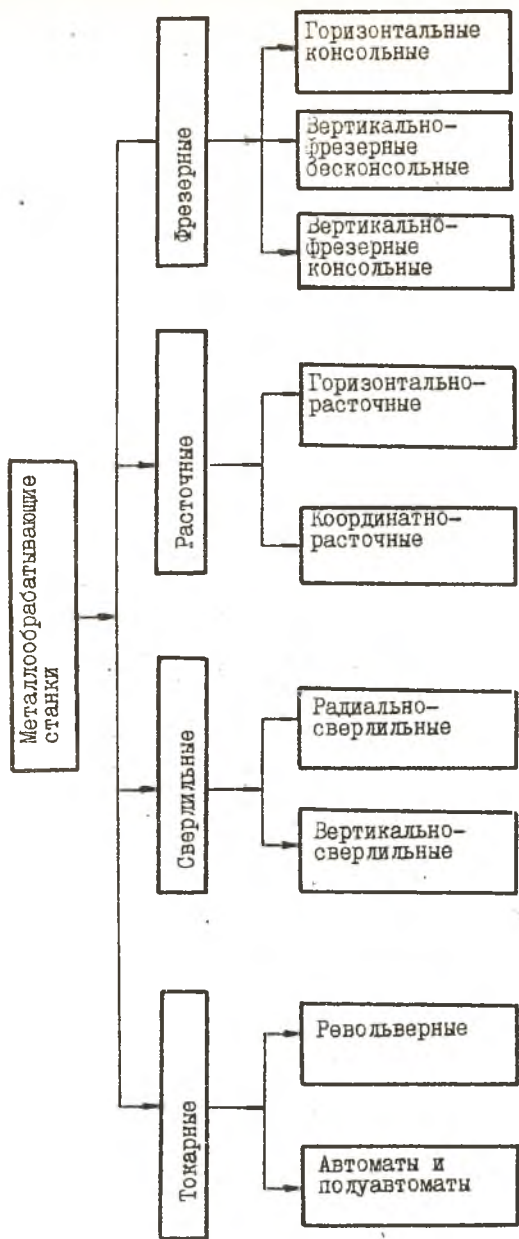 Металлообрабатывающие
станки
Токарные
Сверлильные
Расточные
Фрезерные
Автоматы и
полуавтоматы
Револьверные
Вертикально-
сверлильные
Радиально-
сверлильные
Координатно-
расточные
Горизонтально-
расточные
Вертикально-
фрезерные
консольные
Вертикально-
фрезерные
бесконсольные
Горизонтальные
консольные